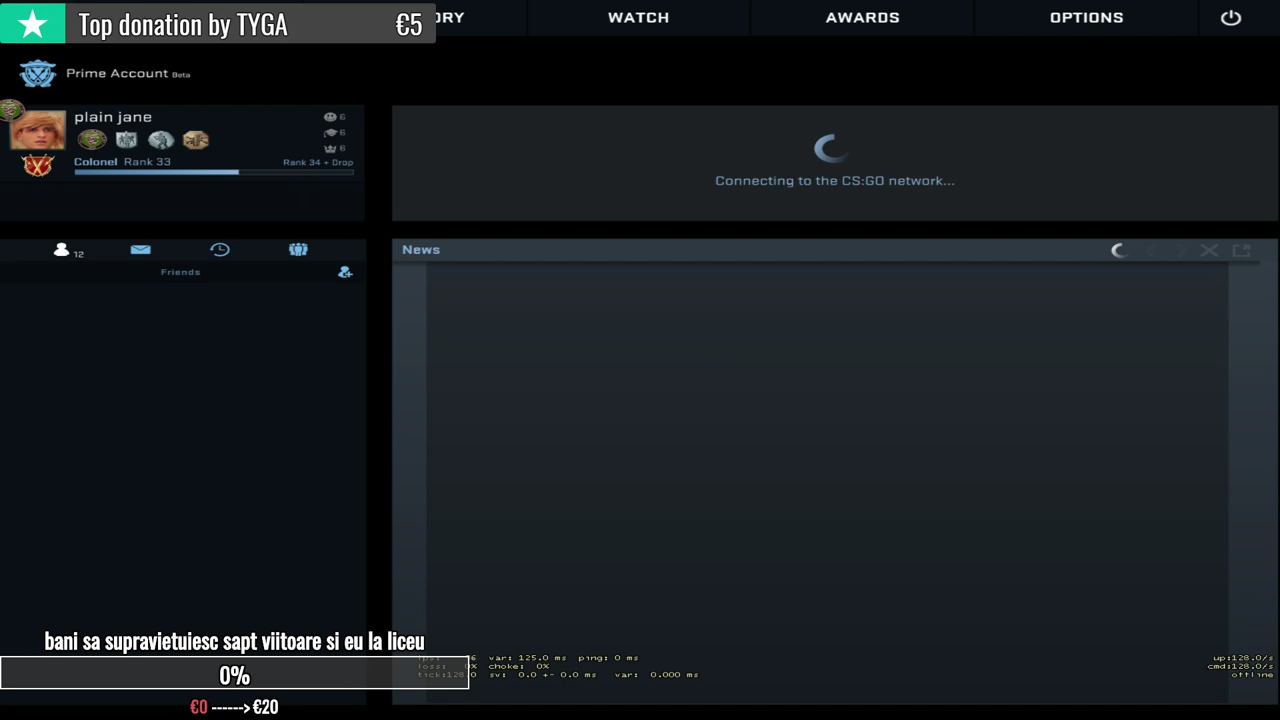 Top donation by TYGA €5
ORY WATCH AWARDS OPTIONS
Prime Account Beta
plain jane
6
6
6
Colonel Rank 33 Rank 34 + Drop
Connecting to the CS:GO network...
12
News
Friends
bani sa supravietuiesc sapt viitoare si eu la liceu
0%
€0 ------> €20
var: 125.0 ms ping: 0 ms
loss: 0% choke: 0%
tick:128.0 sv: 0.0 +- 0.0 ms var: 0.000 ms
up:128.0/s
cmd:128.0/s
offline